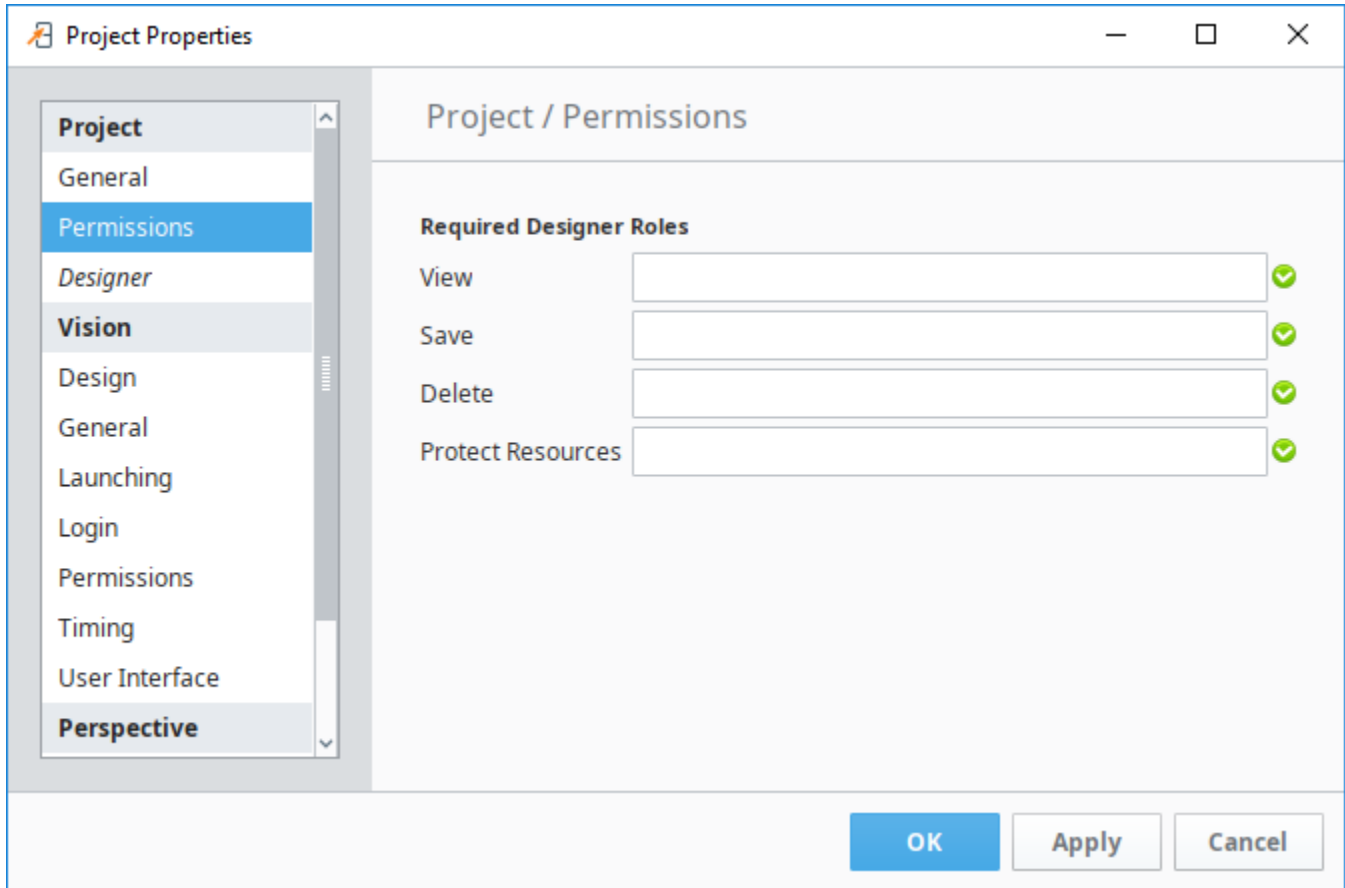 Project Properties
Project
General
Permissions
Designer
Vision
Design
General
Launching
Login
Permissions
Timing
User Interface
Perspective
Project / Permissions
Required Designer Roles
View
Save
Delete
Protect Resources
OK Apply Cancel